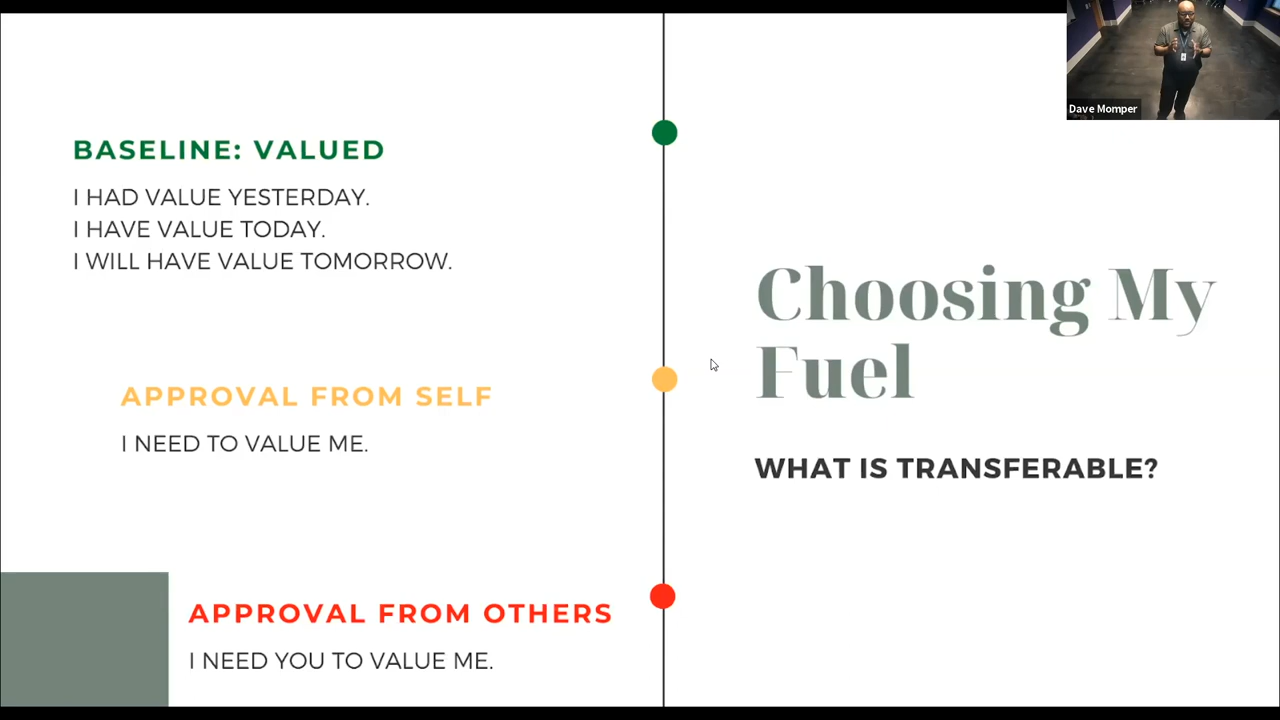 BASELINE: VALUED
I HAD VALUE YESTERDAY.
I HAVE VALUE TODAY.
I WILL HAVE VALUE TOMORROW.
APPROVAL FROM SELF
I NEED TO VALUE ME.
APPROVAL FROM OTHERS
I NEED YOU TO VALUE ME.
Choosing My
Fuel
WHAT IS TRANSFERABLE?
Dave Momper